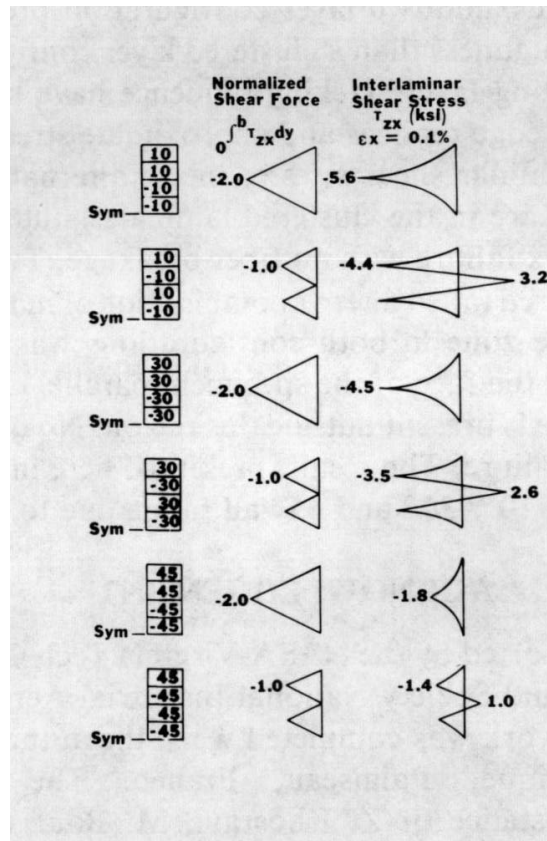 Normalized Interlaminar
Shear Force Shear Stress
∫₀ᵇ τzx dy τzx (ksi)
εx = 0.1%
10
10
-10
-10
Sym
-2.0 -5.6
10
-10
10
-10
Sym
-1.0 -4.4 3.2
30
30
-30
-30
Sym
-2.0 -4.5
30
-30
30
-30
Sym
-1.0 -3.5 2.6
45
45
-45
-45
Sym
-2.0 -1.8
45
-45
45
-45
Sym
-1.0 -1.4 1.0